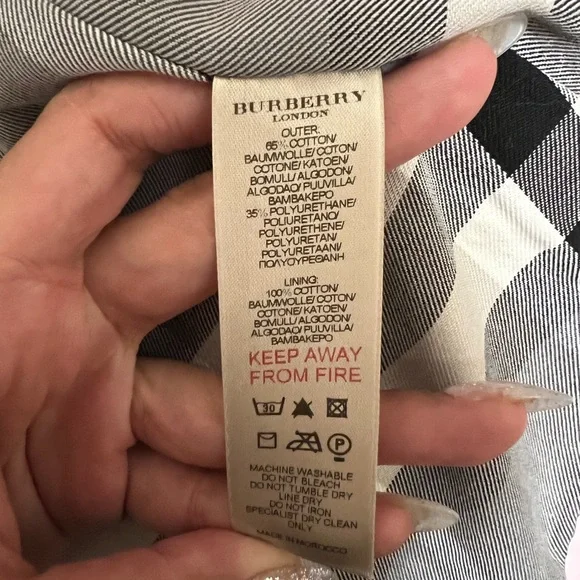 BURBERRY
LONDON
OUTER:
65% COTTON/
BAUMWOLLE/COTON/
COTONE/KATOEN/
BOMULL/ALGODON/
ALGODAO/PUUVILLA/
BAMBAKEPO
35% POLYURETHANE/
POLIURETANO/
POLYURETHENE/
POLYURETAN/
POLYURETAANI/
ΠΟΛΥΟΥΡΕΘΑΝΗ
LINING:
100% COTTON/
BAUMWOLLE/COTON/
COTONE/KATOEN/
BOMULL/ALGODON/
ALGODAO/PUUVILLA/
BAMBAKEPO
KEEP AWAY
FROM FIRE
30
P
MACHINE WASHABLE
DO NOT BLEACH
DO NOT TUMBLE DRY
LINE DRY
DO NOT IRON
SPECIALIST DRY CLEAN
ONLY
MADE IN MOROCCO